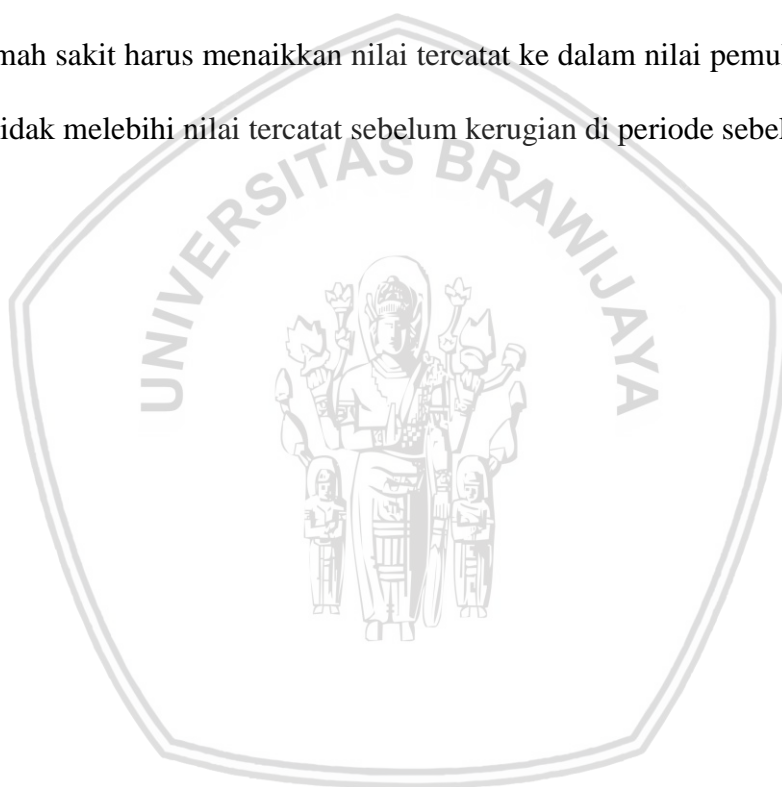 mah sakit harus menaikkan nilai tercatat ke dalam nilai pemul
idak melebihi nilai tercatat sebelum kerugian di periode sebel
UNIVERSITAS BRAWIJAYA